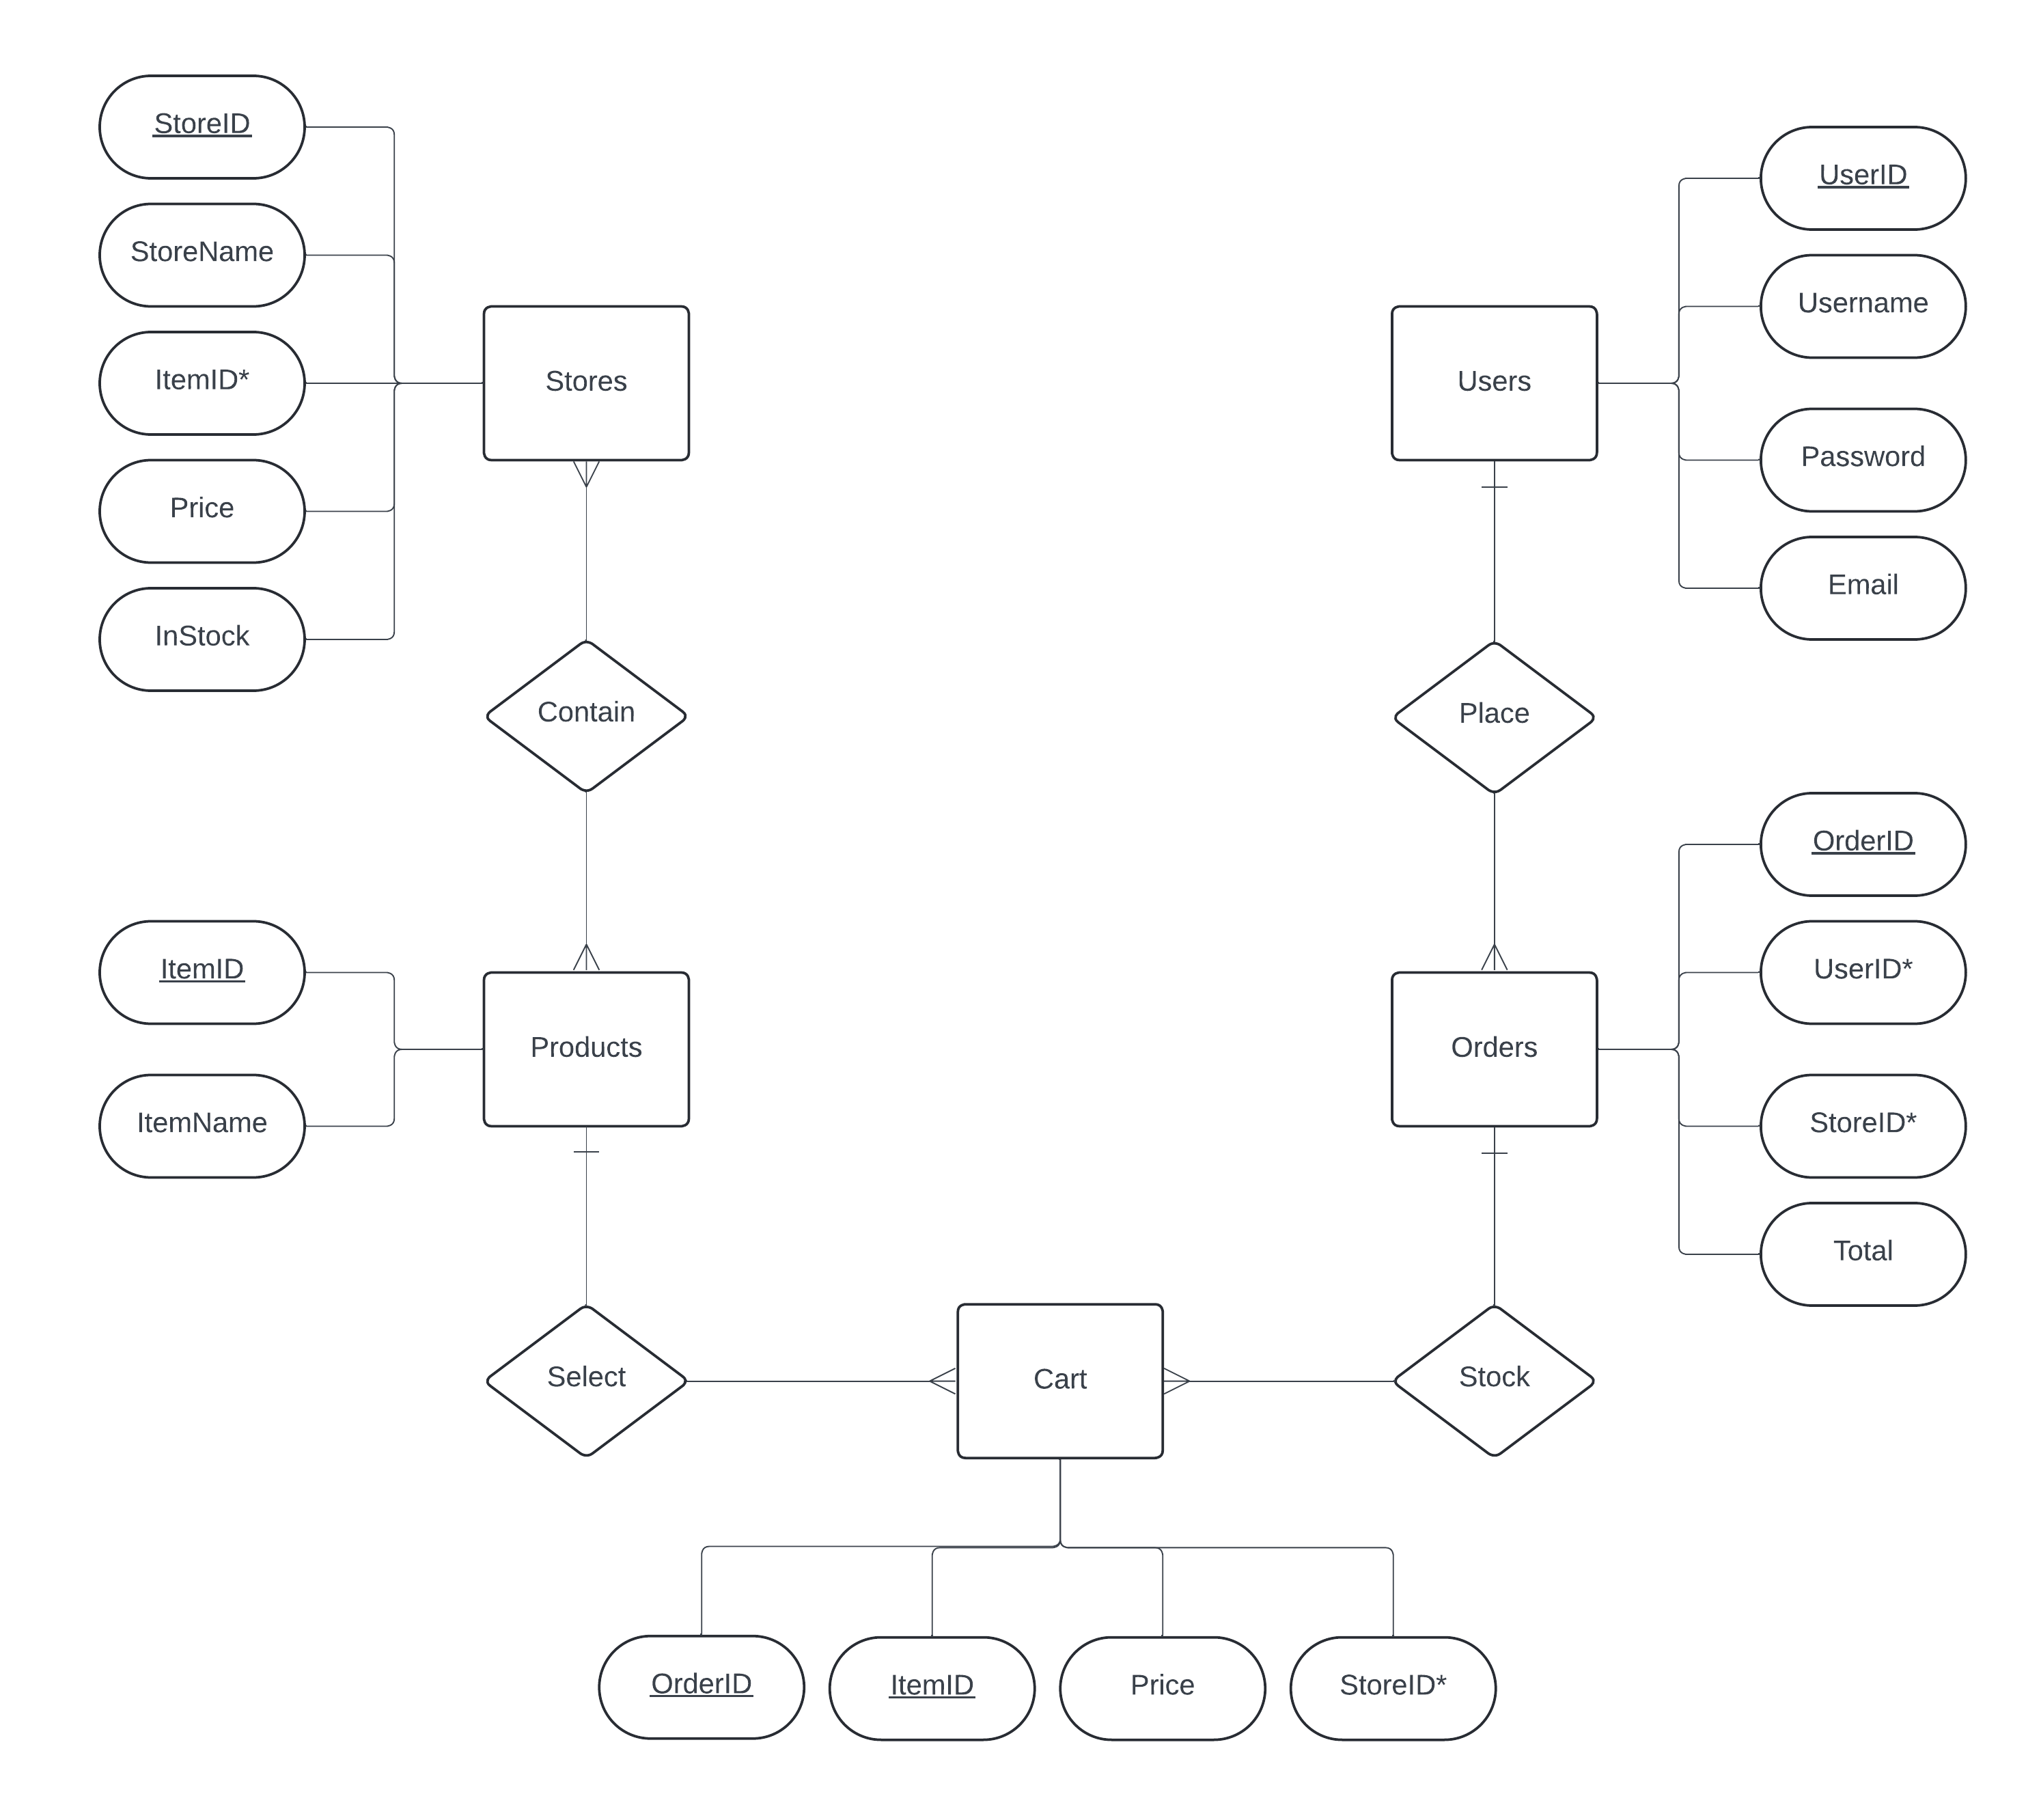 StoreID
StoreName
ItemID*
Price
InStock
Stores
Users
UserID
Username
Password
Email
Contain
Place
ItemID
ItemName
Products
Orders
OrderID
UserID*
StoreID*
Total
Select
Cart
Stock
OrderID
ItemID
Price
StoreID*